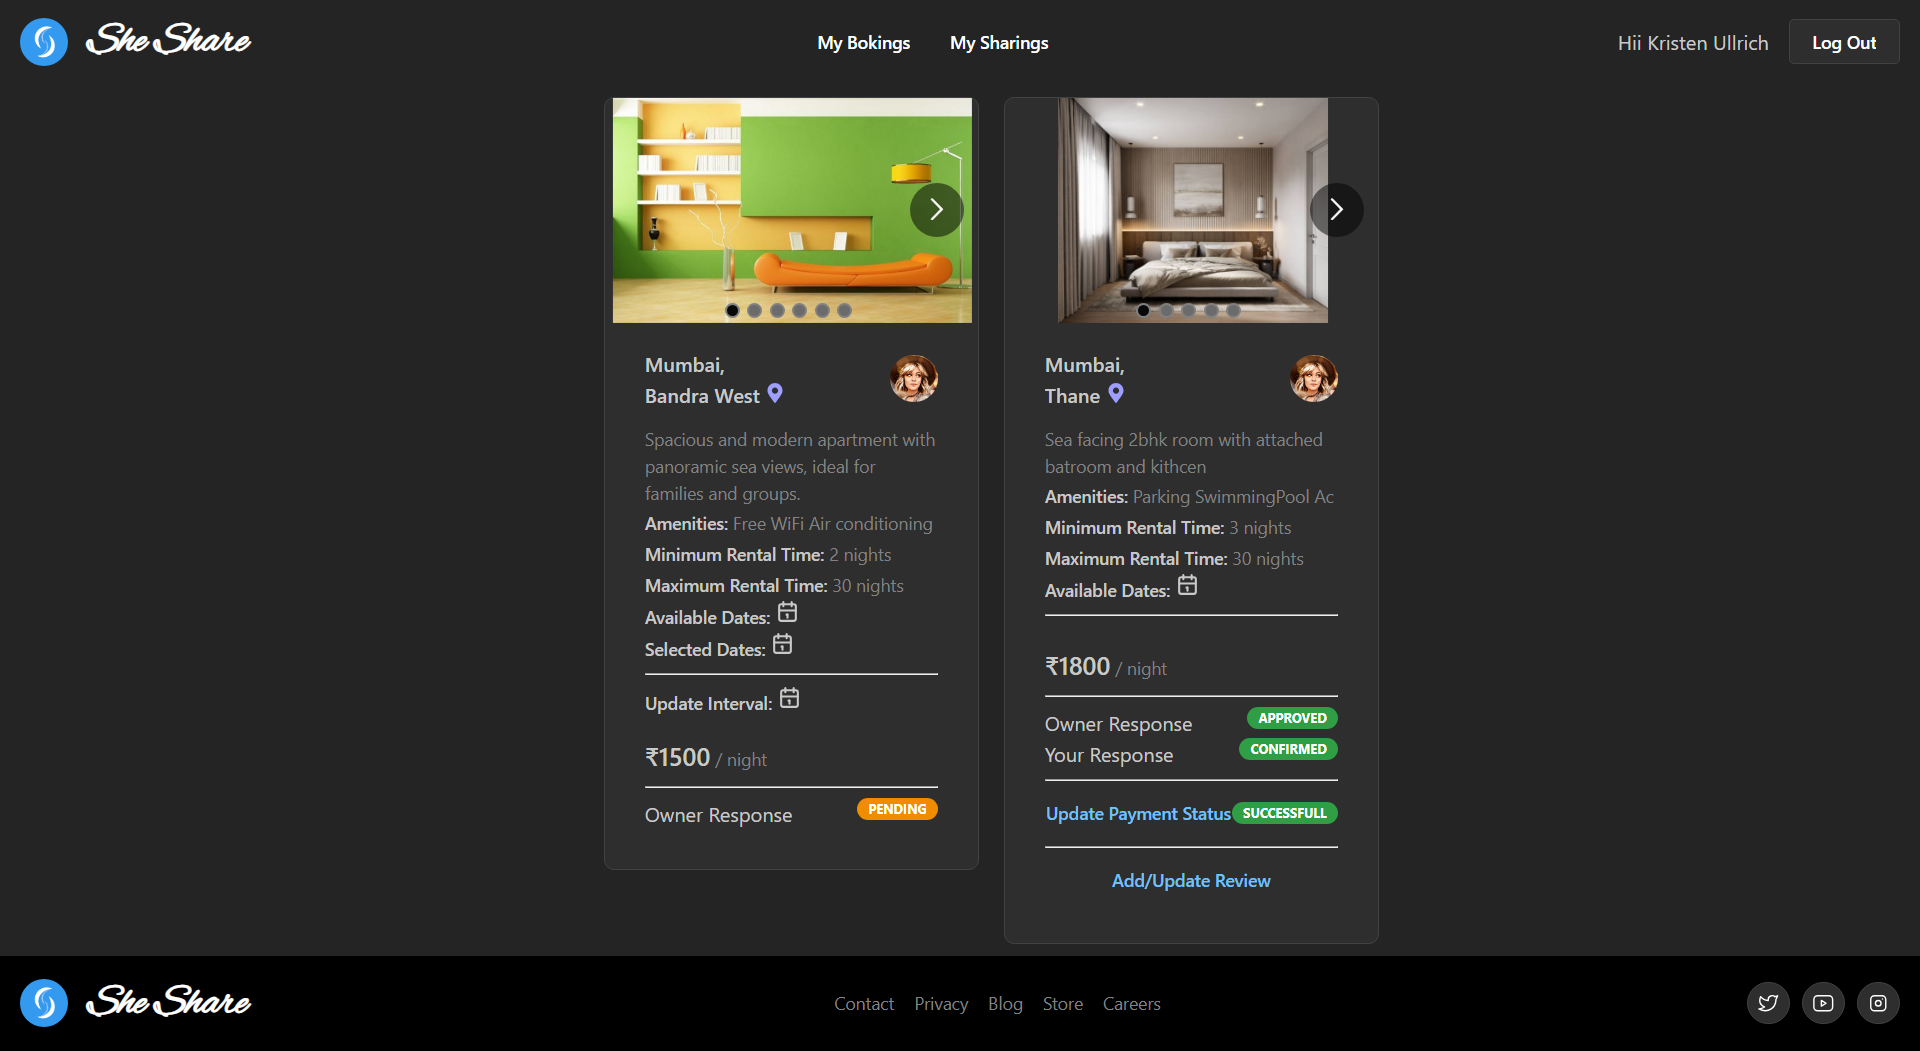 She Share
My Bokings
My Sharings
Hii Kristen Ullrich
Log Out
Mumbai,
Bandra West
Spacious and modern apartment with
panoramic sea views, ideal for
families and groups.
Amenities: Free WiFi Air conditioning
Minimum Rental Time: 2 nights
Maximum Rental Time: 30 nights
Available Dates:
Selected Dates:
Update Interval:
₹1500 / night
Owner Response PENDING
Mumbai,
Thane
Sea facing 2bhk room with attached
batroom and kithcen
Amenities: Parking SwimmingPool Ac
Minimum Rental Time: 3 nights
Maximum Rental Time: 30 nights
Available Dates:
₹1800 / night
Owner Response APPROVED
Your Response CONFIRMED
Update Payment Status SUCCESSFULL
Add/Update Review
She Share
Contact
Privacy
Blog
Store
Careers